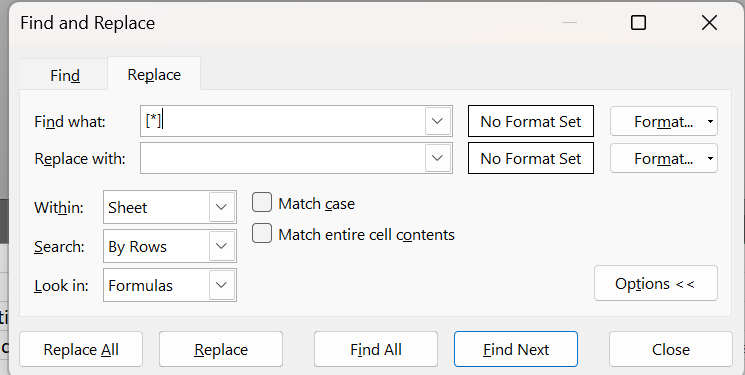 Find and Replace
Find
Replace
Find what: [*] No Format Set Format...
Replace with: No Format Set Format...
Within: Sheet Match case
Match entire cell contents
Search: By Rows
Look in: Formulas
Options <<
Replace All Replace Find All Find Next Close